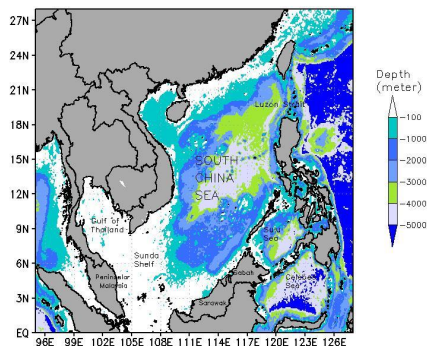 28N
24N
21N
18N
15N
12N
9N
6N
3N
EQ
96E 99E 102E 105E 108E 111E 114E 117E 120E 123E 126E
Luzon Strait
SOUTH
CHINA
SEA
Gulf of
Thailand
Sulu
Sea
Sunda
Shelf
Sabah
Peninsular
Malaysia
Celebes
Sea
Sarawak
Depth
(meter)
-100
-1000
-2000
-3000
-4000
-5000